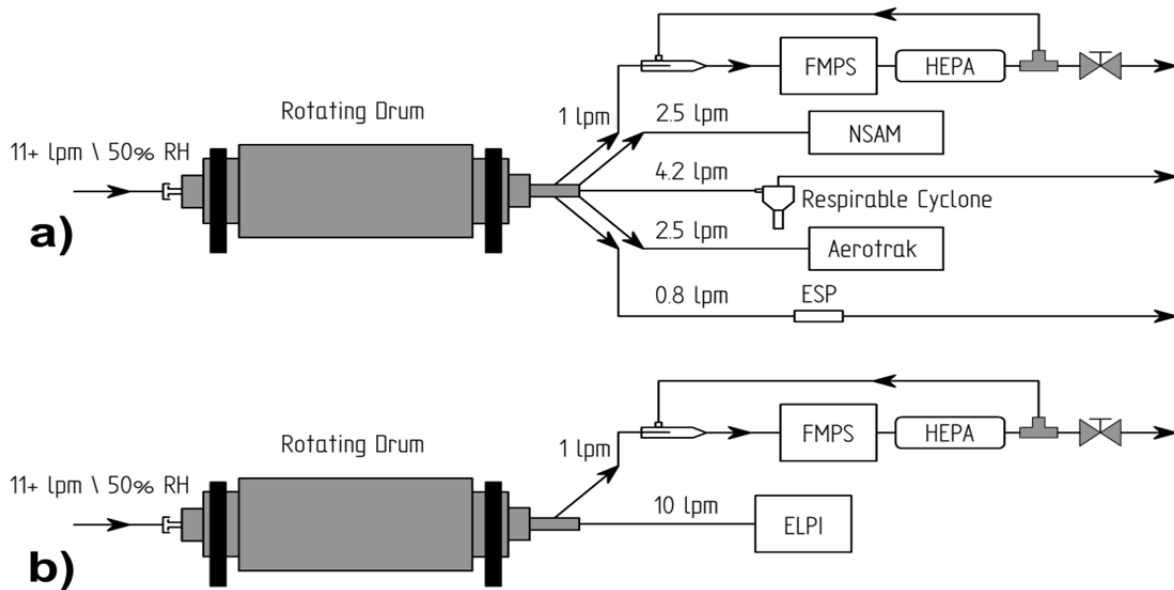 FMPS
HEPA
Rotating Drum
1 lpm
2.5 lpm
NSAM
11+ lpm \ 50% RH
4.2 lpm
Respirable Cyclone
a)
2.5 lpm
Aerotrak
0.8 lpm
ESP
FMPS
HEPA
Rotating Drum
1 lpm
11+ lpm \ 50% RH
10 lpm
ELPI
b)